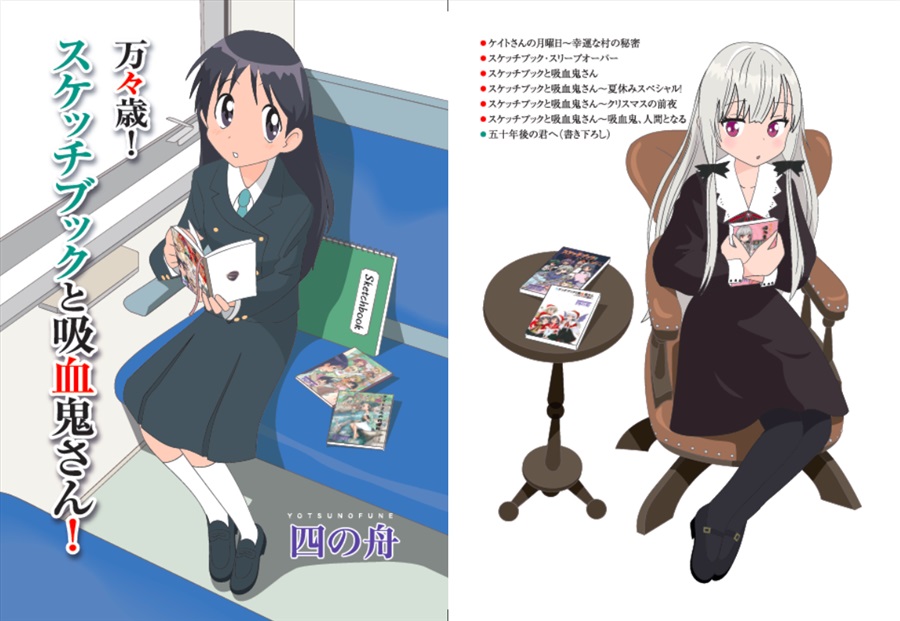 万々歳！
スケッチブックと吸血鬼さん！
Sketchbook
YOTSUNOFUNE
四の舟
●ケイトさんの月曜日～幸運な村の秘密
●スケッチブック・スリープオーバー
●スケッチブックと吸血鬼さん
●スケッチブックと吸血鬼さん～夏休みスペシャル！
●スケッチブックと吸血鬼さん～クリスマスの前夜
●スケッチブックと吸血鬼さん～吸血鬼、人間となる
●五十年後の君へ（書き下ろし）